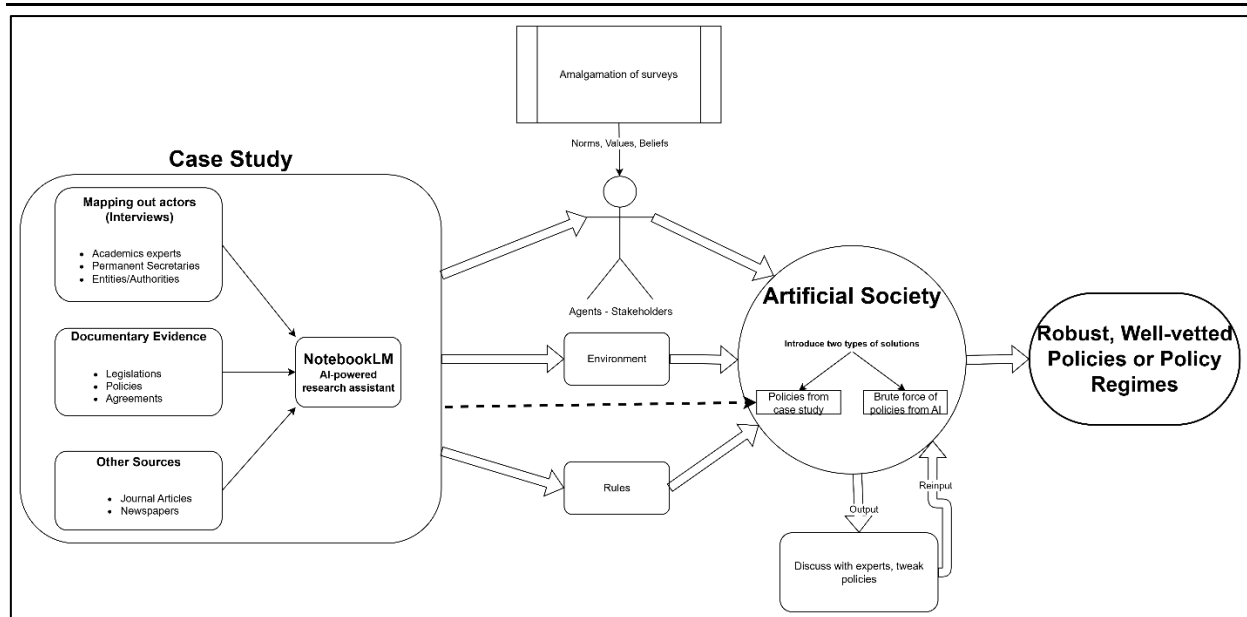 Amalgamation of surveys
Norms, Values, Beliefs
Case Study
Mapping out actors
(Interviews)
Academics experts
Permanent Secretaries
Entities/Authorities
Documentary Evidence
Legislations
Policies
Agreements
Other Sources
Journal Articles
Newspapers
NotebookLM
AI-powered
research assistant
Agents - Stakeholders
Environment
Rules
Artificial Society
Introduce two types of solutions
Policies from
case study
Brute force of
policies from AI
Output
Reinput
Discuss with experts, tweak
policies
Robust, Well-vetted
Policies or Policy
Regimes